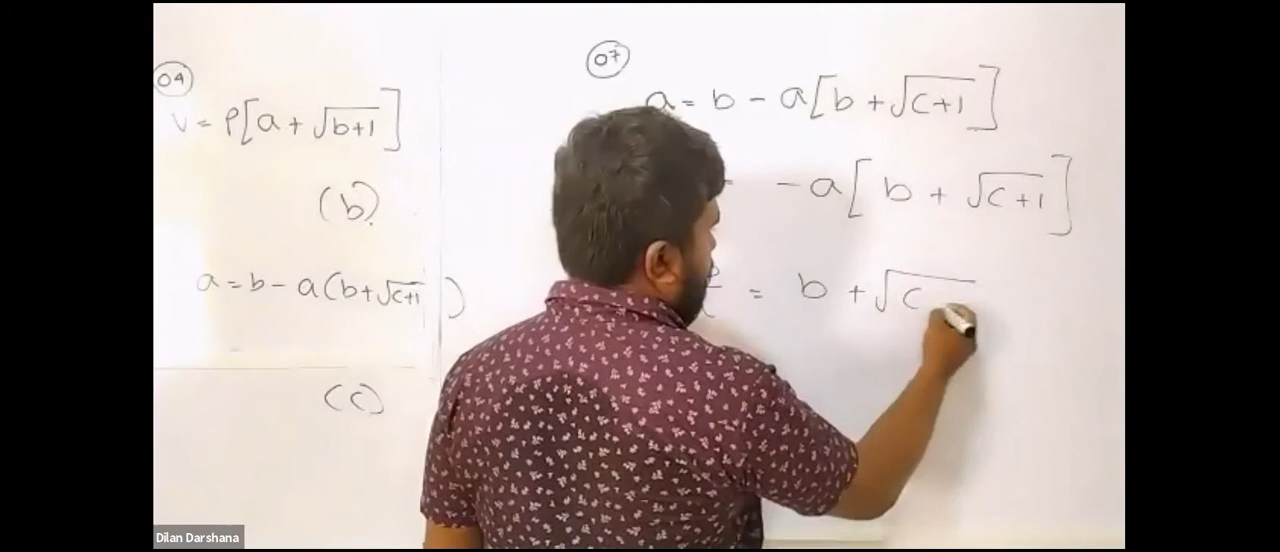 04
V = P[a + √b+1]
(b)
a = b - a(b+√c+1)
(c)
07
a = b - a[b + √c+1]
- a[b + √c+1]
= b + √c
Dilan Darshana